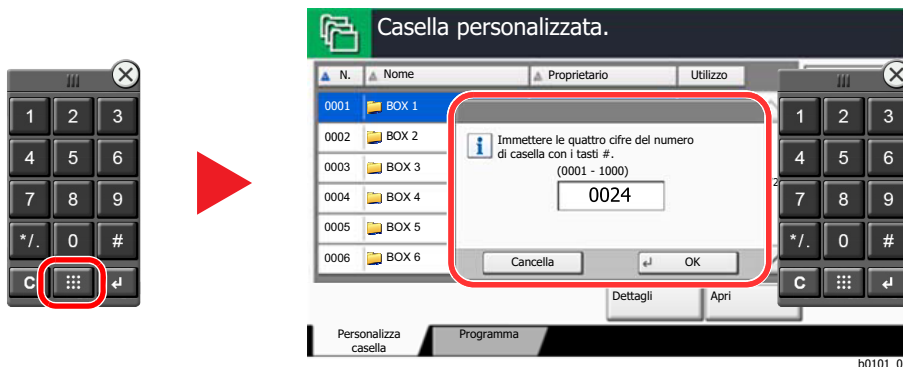 1 2 3
4 5 6
7 8 9
*/. 0 #
C
Casella personalizzata.
N. Nome Proprietario Utilizzo
0001 BOX 1
0002 BOX 2
0003 BOX 3
0004 BOX 4
0005 BOX 5
0006 BOX 6
Immettere le quattro cifre del numero
di casella con i tasti #.
(0001 - 1000)
0024
Cancella OK
1 2 3
4 5 6
7 8 9
*/. 0 #
C
Dettagli Apri
Personalizza
casella
Programma
b0101_0